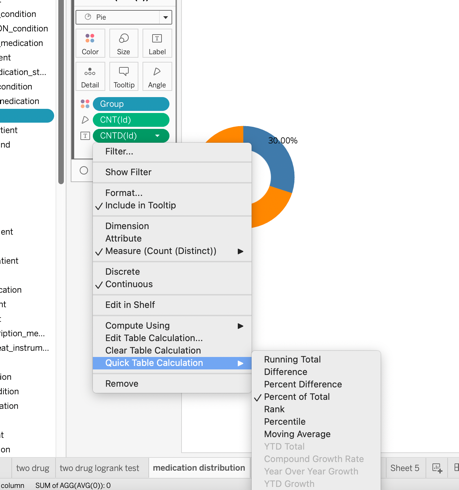 _condition
ON_condition
_medication
ent
dication_st...
condition
medication
tient
nd
ent
tient
cation
nt
ription_me...
eat_instrum...
ion
dition
ation
t
on
Pie
Color
Size
Label
Detail
Tooltip
Angle
Group
CNT(Id)
CNTD(Id)
30.00%
Filter...
Show Filter
Format...
Include in Tooltip
Dimension
Attribute
Measure (Count (Distinct))
Discrete
Continuous
Edit in Shelf
Compute Using
Edit Table Calculation...
Clear Table Calculation
Quick Table Calculation
Remove
Running Total
Difference
Percent Difference
Percent of Total
Rank
Percentile
Moving Average
YTD Total
Compound Growth Rate
Year Over Year Growth
YTD Growth
two drug
two drug logrank test
medication distribution
Sheet 5
column
SUM of AGG(AVG(0)): 0